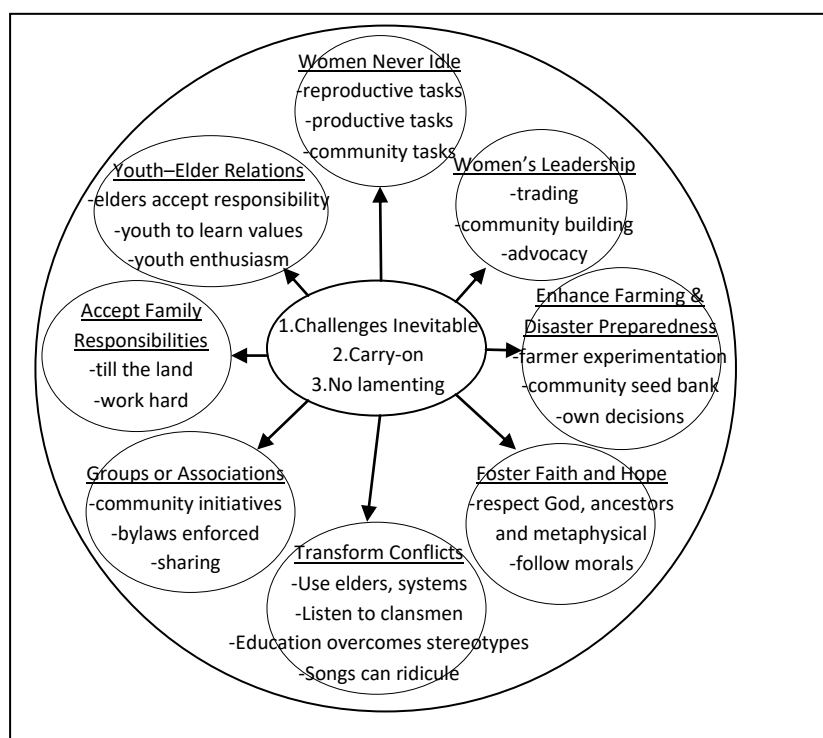 Women Never Idle
-reproductive tasks
-productive tasks
-community tasks
Youth–Elder Relations
-elders accept responsibility
-youth to learn values
-youth enthusiasm
Women’s Leadership
-trading
-community building
-advocacy
Accept Family
Responsibilities
-till the land
-work hard
1.Challenges Inevitable
2.Carry-on
3.No lamenting
Enhance Farming &
Disaster Preparedness
-farmer experimentation
-community seed bank
-own decisions
Groups or Associations
-community initiatives
-bylaws enforced
-sharing
Transform Conflicts
-Use elders, systems
-Listen to clansmen
-Education overcomes stereotypes
-Songs can ridicule
Foster Faith and Hope
-respect God, ancestors
and metaphysical
-follow morals